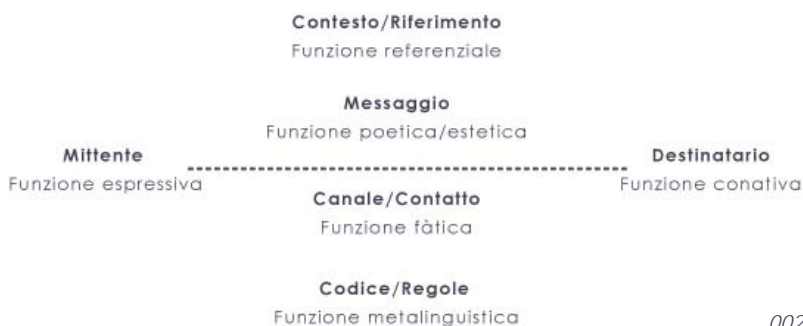 Contesto/Riferimento
Funzione referenziale
Messaggio
Funzione poetica/estetica
Mittente
Funzione espressiva
Destinatario
Funzione conativa
Canale/Contatto
Funzione fàtica
Codice/Regole
Funzione metalinguistica
002